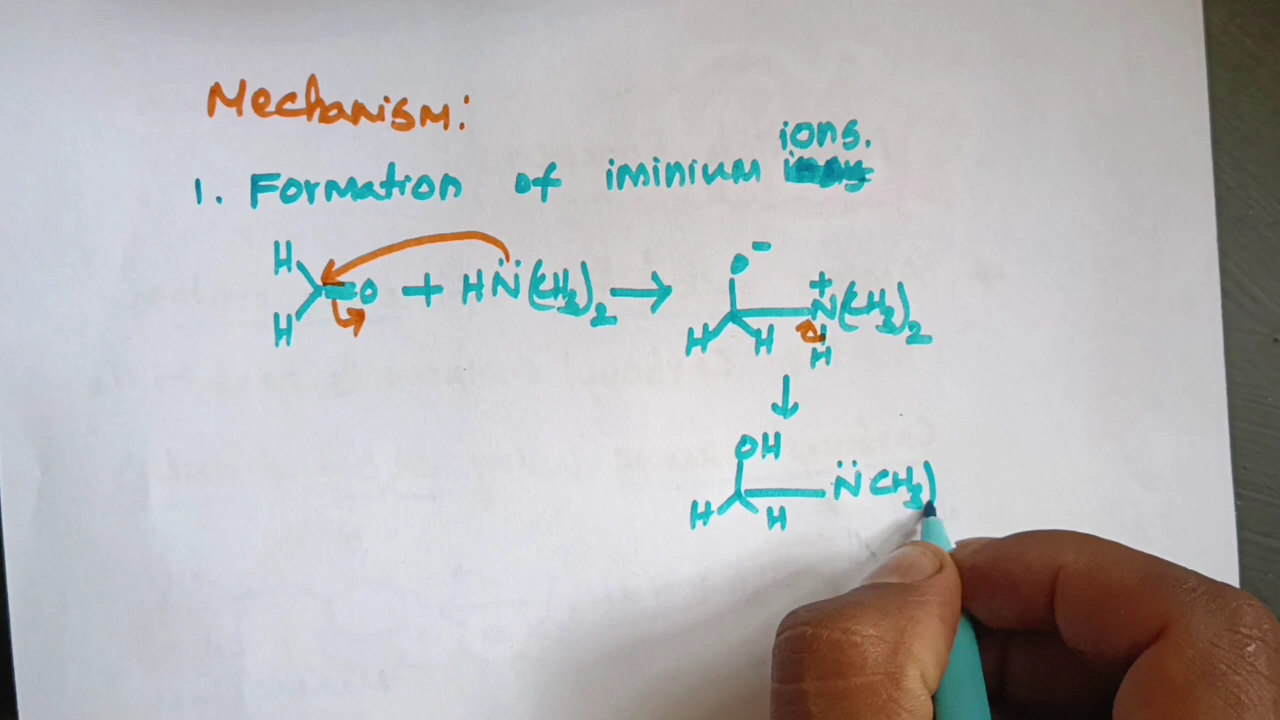 Mechanism:
1. Formation of iminium ions.
H
H
=O + HN̈(CH3)2 →
O⁻
H H
N⁺(CH3)2
H
↓
OH
H H
N̈(CH3)